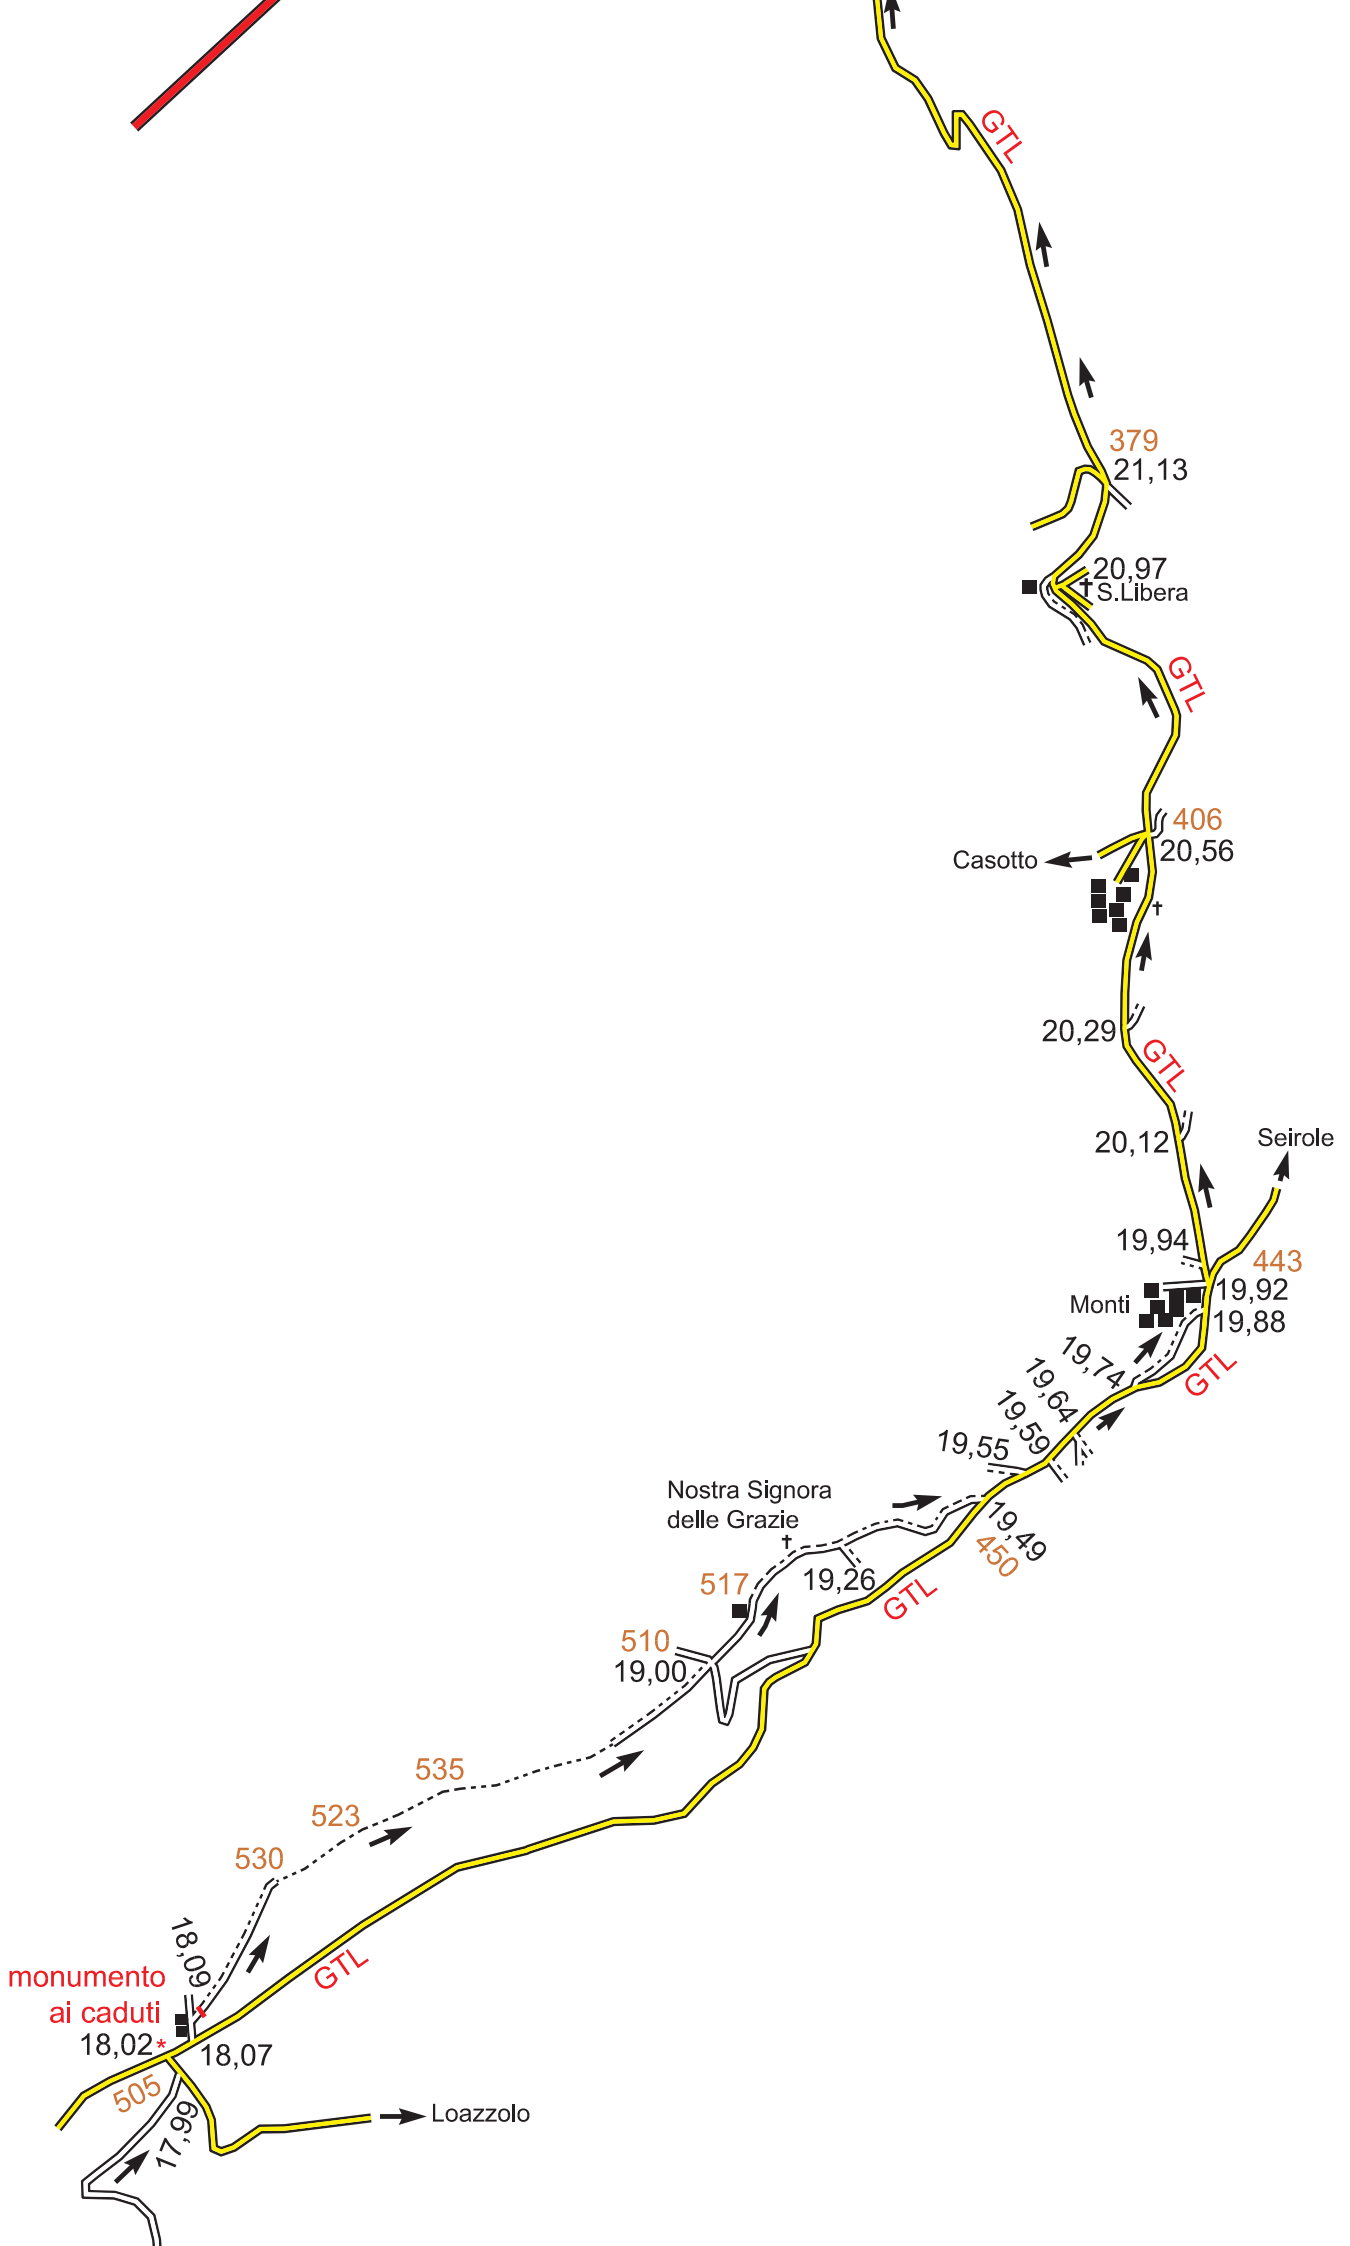 GTL
379
21,13
20,97
S.Libera
GTL
406
20,56
Casotto
20,29
GTL
20,12
Seirole
19,94
443
19,92
Monti
19,88
19,74
GTL
19,64
19,59
19,55
Nostra Signora
delle Grazie
19,49
450
517
19,26
GTL
510
19,00
535
523
530
18,09
GTL
monumento
ai caduti
18,02*
18,07
505
17,99
Loazzolo